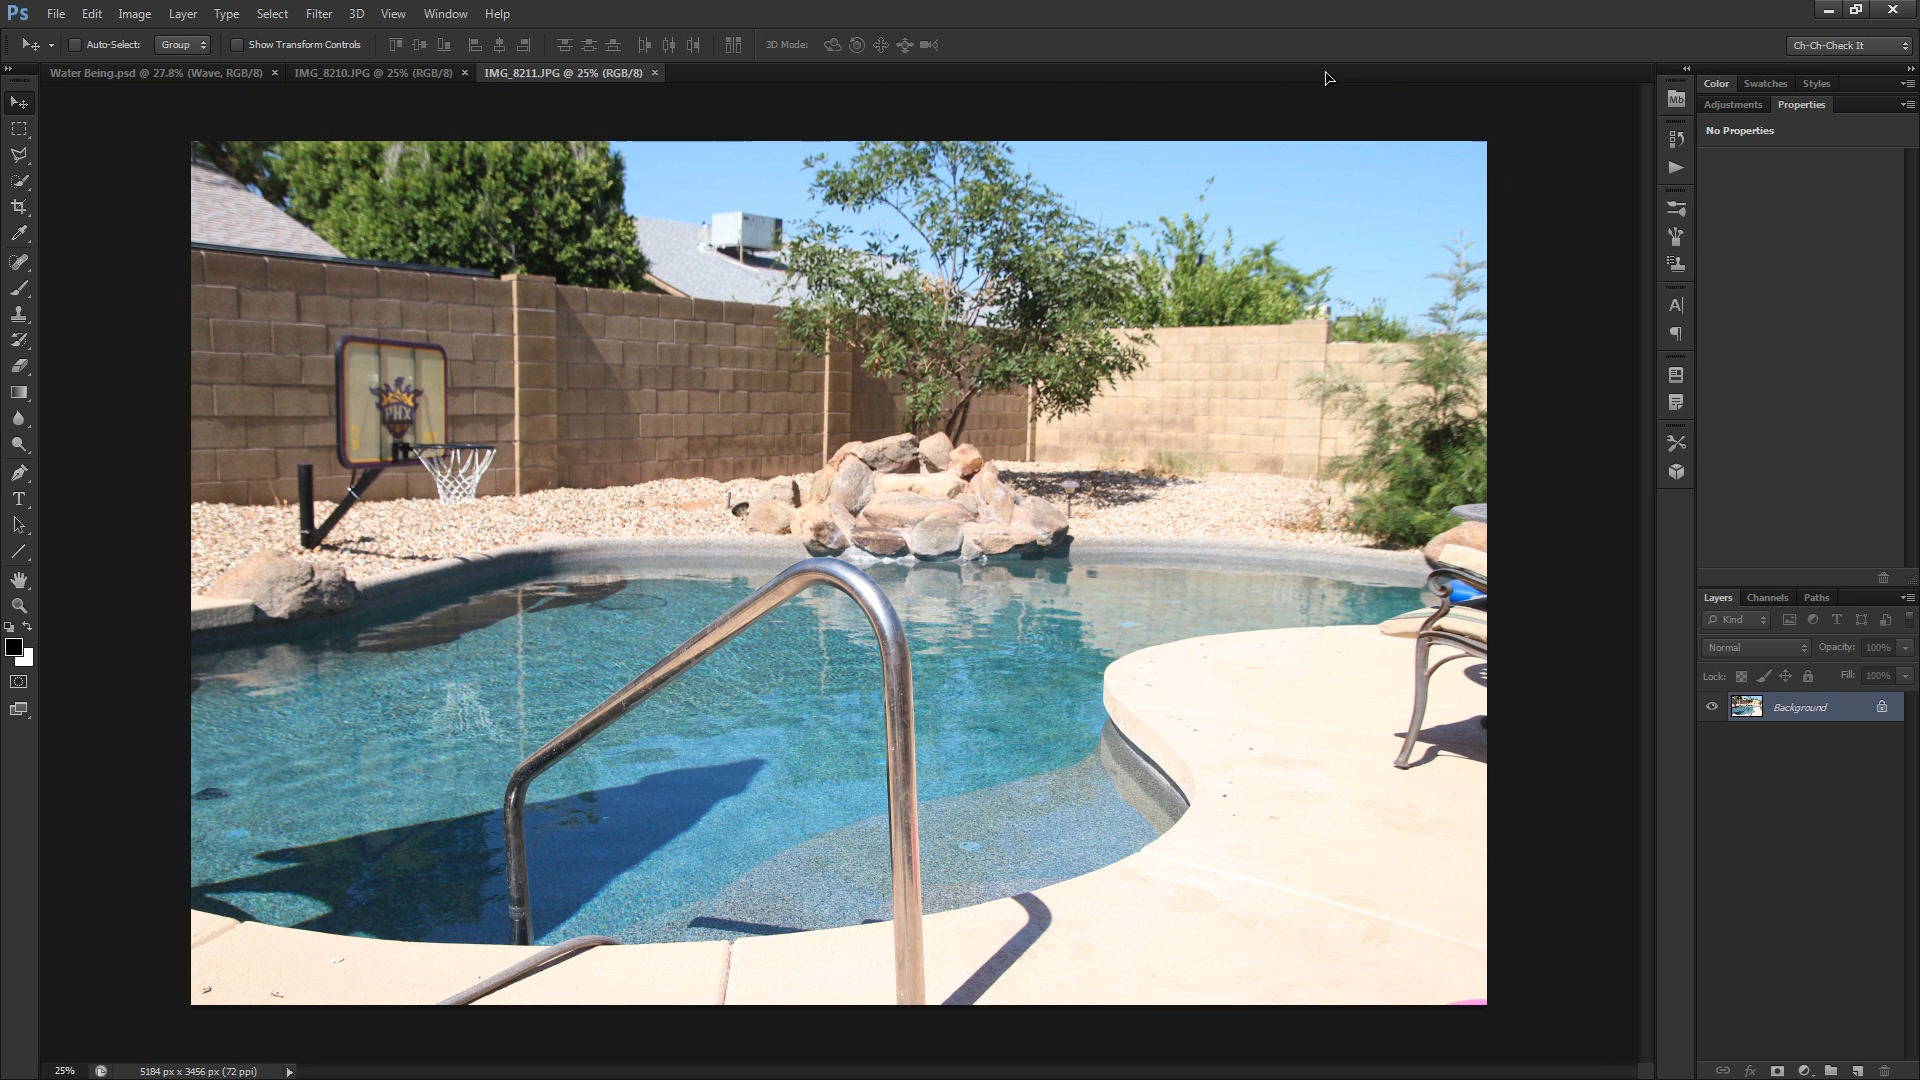 Ps File Edit Image Layer Type Select Filter 3D View Window Help
Auto-Select: Group Show Transform Controls 3D Mode: Ch-Ch-Check It
Water Being.psd @ 27.8% (Wave, RGB/8) × IMG_8210.JPG @ 25% (RGB/8) × IMG_8211.JPG @ 25% (RGB/8) ×
Color Swatches Styles
Mb
Adjustments Properties
No Properties
PHX
Layers Channels Paths
Kind
Normal Opacity: 100%
Lock: Fill: 100%
Background
25% 5184 px x 3456 px (72 ppi)
fx